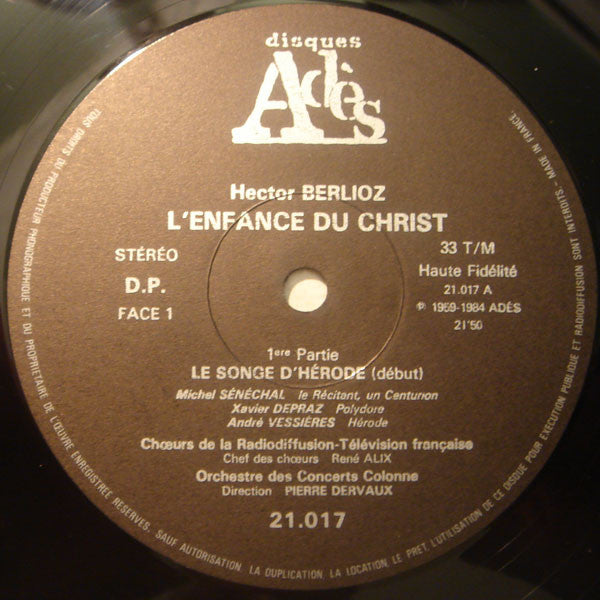 disques
Adès
Hector BERLIOZ
L'ENFANCE DU CHRIST
STÉRÉO
D.P.
FACE 1
33 T/M
Haute Fidélité
21.017 A
℗ 1959-1984 ADÈS
21'50
1ere Partie
LE SONGE D'HÉRODE (début)
Michel SÉNÉCHAL le Récitant, un Centurion
Xavier DEPRAZ Polydore
André VESSIÈRES Hérode
Chœurs de la Radiodiffusion-Télévision française
Chef des chœurs René ALIX
Orchestre des Concerts Colonne
Direction PIERRE DERVAUX
21.017
TOUS DROITS DU PRODUCTEUR PHONOGRAPHIQUE ET DU PROPRIETAIRE DE L'ŒUVRE ENREGISTREE RESERVES. SAUF AUTORISATION, LA DUPLICATION, LA LOCATION, LE PRET, L'UTILISATION DE CE DISQUE POUR EXECUTION PUBLIQUE ET RADIODIFFUSION SONT INTERDITS - MADE IN FRANCE.